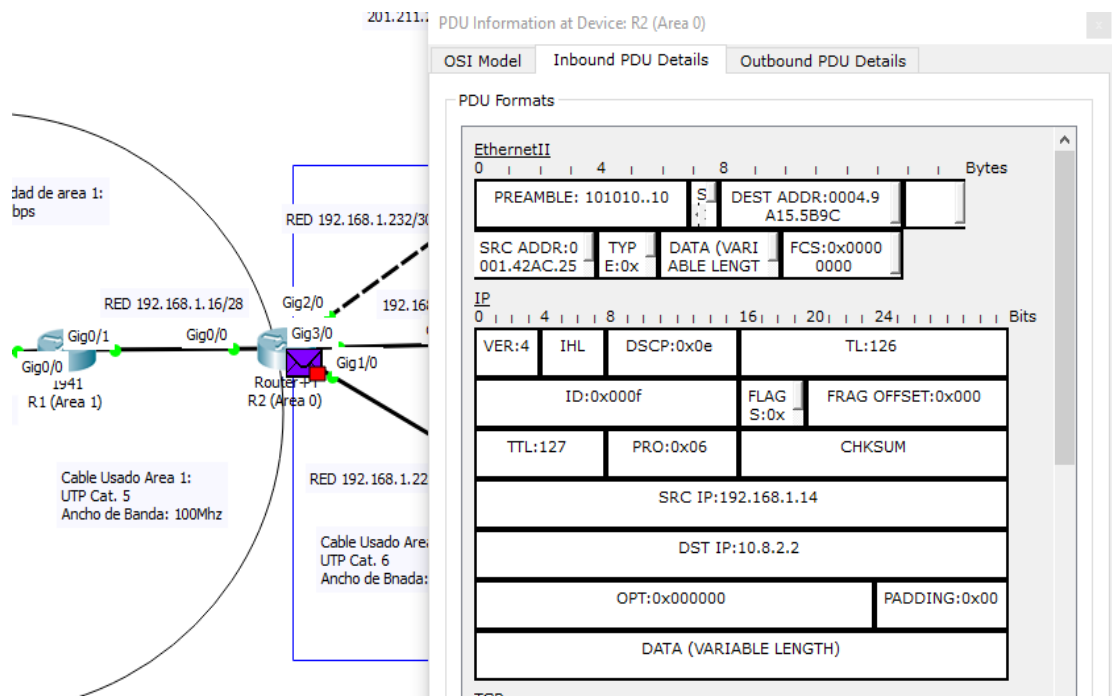 201.211.
PDU Information at Device: R2 (Area 0)
x
OSI Model
Inbound PDU Details
Outbound PDU Details
PDU Formats
EthernetII
0 4 8 Bytes
PREAMBLE: 101010..10
S
DEST ADDR:0004.9
A15.5B9C
SRC ADDR:0
001.42AC.25
TYP
E:0x
DATA (VARI
ABLE LENGT
FCS:0x0000
0000
IP
0 4 8 16 20 24 Bits
VER:4
IHL
DSCP:0x0e
TL:126
ID:0x000f
FLAG
S:0x
FRAG OFFSET:0x000
TTL:127
PRO:0x06
CHKSUM
SRC IP:192.168.1.14
DST IP:10.8.2.2
OPT:0x000000
PADDING:0x00
DATA (VARIABLE LENGTH)
dad de area 1:
bps
RED 192.168.1.232/30
RED 192.168.1.16/28
Gig2/0
192.168
Gig0/1
Gig0/0
Gig3/0
Gig0/0
Gig1/0
1941
R1 (Area 1)
R2 (Area 0)
Cable Usado Area 1:
UTP Cat. 5
Ancho de Banda: 100Mhz
RED 192.168.1.22
Cable Usado Area
UTP Cat. 6
Ancho de Bnada: